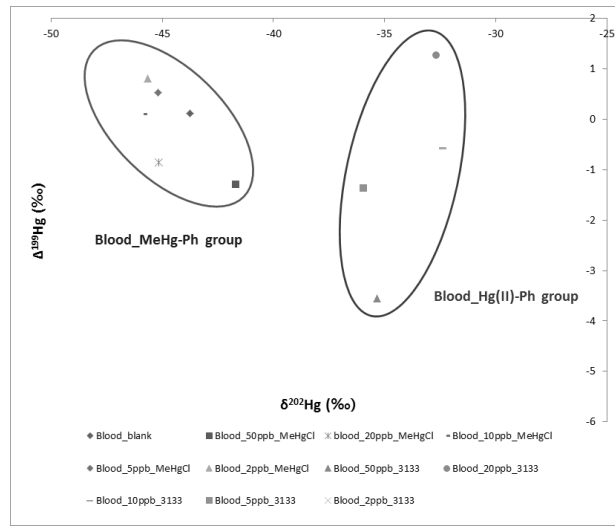 -50 -45 -40 -35 -30 -25
2
1
0
-1
-2
-3
-4
-5
-6
Δ¹⁹⁹Hg (‰)
Blood_MeHg-Ph group
Blood_Hg(II)-Ph group
δ²⁰²Hg (‰)
Blood_blank Blood_50ppb_MeHgCl blood_20ppb_MeHgCl Blood_10ppb_MeHgCl
Blood_5ppb_MeHgCl Blood_2ppb_MeHgCl Blood_50ppb_3133 Blood_20ppb_3133
Blood_10ppb_3133 Blood_5ppb_3133 Blood_2ppb_3133